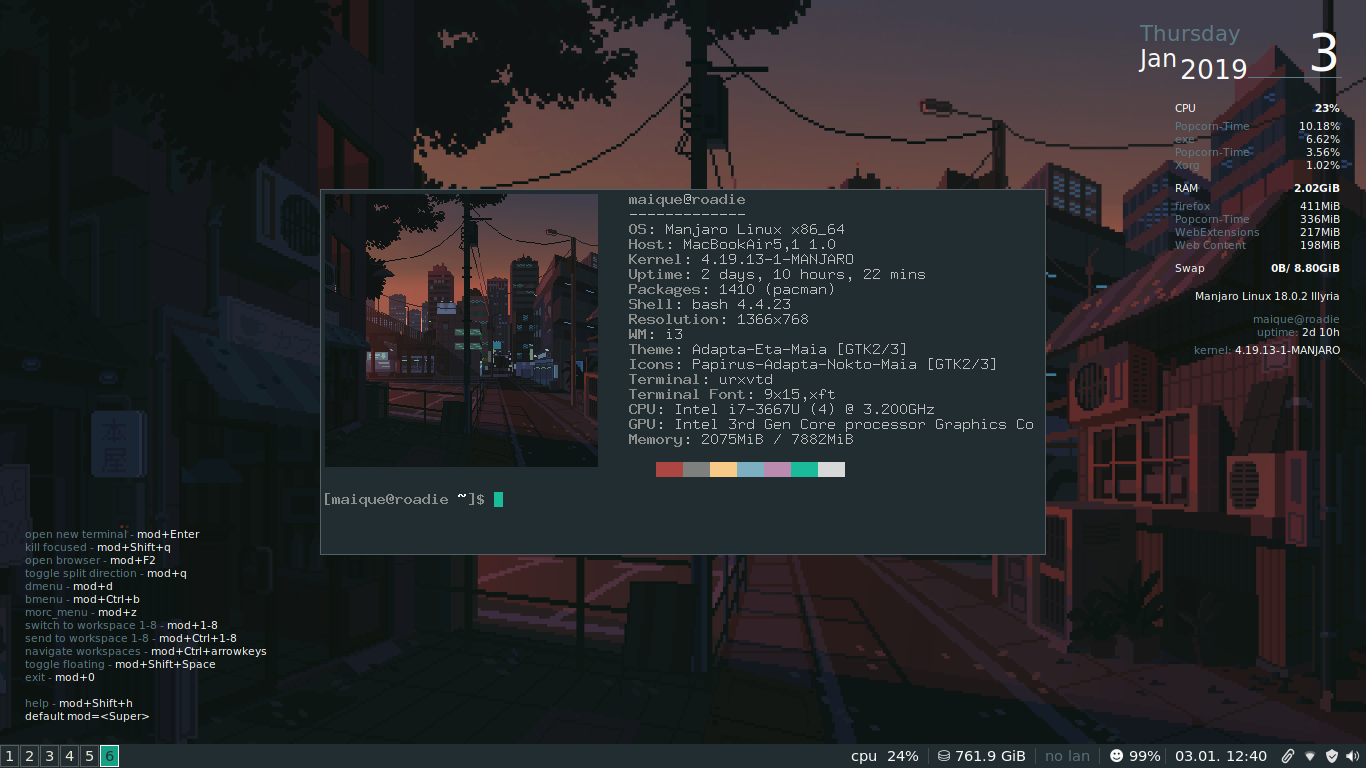 Thursday
Jan 2019 3
CPU 23%
Popcorn-Time 10.18%
exe 6.62%
Popcorn-Time 3.56%
Xorg 1.02%
RAM 2.02GiB
firefox 411MiB
Popcorn-Time 336MiB
WebExtensions 217MiB
Web Content 198MiB
Swap 0B/ 8.80GiB
Manjaro Linux 18.0.2 Illyria
maique@roadie
uptime: 2d 10h
kernel: 4.19.13-1-MANJARO
maique@roadie
-------------
OS: Manjaro Linux x86_64
Host: MacBookAir5,1 1.0
Kernel: 4.19.13-1-MANJARO
Uptime: 2 days, 10 hours, 22 mins
Packages: 1410 (pacman)
Shell: bash 4.4.23
Resolution: 1366x768
WM: i3
Theme: Adapta-Eta-Maia [GTK2/3]
Icons: Papirus-Adapta-Nokto-Maia [GTK2/3]
Terminal: urxvtd
Terminal Font: 9x15,xft
CPU: Intel i7-3667U (4) @ 3.200GHz
GPU: Intel 3rd Gen Core processor Graphics Co
Memory: 2075MiB / 7882MiB
[maique@roadie ~]$
本
屋
open new terminal - mod+Enter
kill focused - mod+Shift+q
open browser - mod+F2
toggle split direction - mod+q
dmenu - mod+d
bmenu - mod+Ctrl+b
morc_menu - mod+z
switch to workspace 1-8 - mod+1-8
send to workspace 1-8 - mod+Ctrl+1-8
navigate workspaces - mod+Ctrl+arrowkeys
toggle floating - mod+Shift+Space
exit - mod+0
help - mod+Shift+h
default mod=<Super>
1 2 3 4 5 6 cpu 24% 761.9 GiB no lan 99% 03.01. 12:40